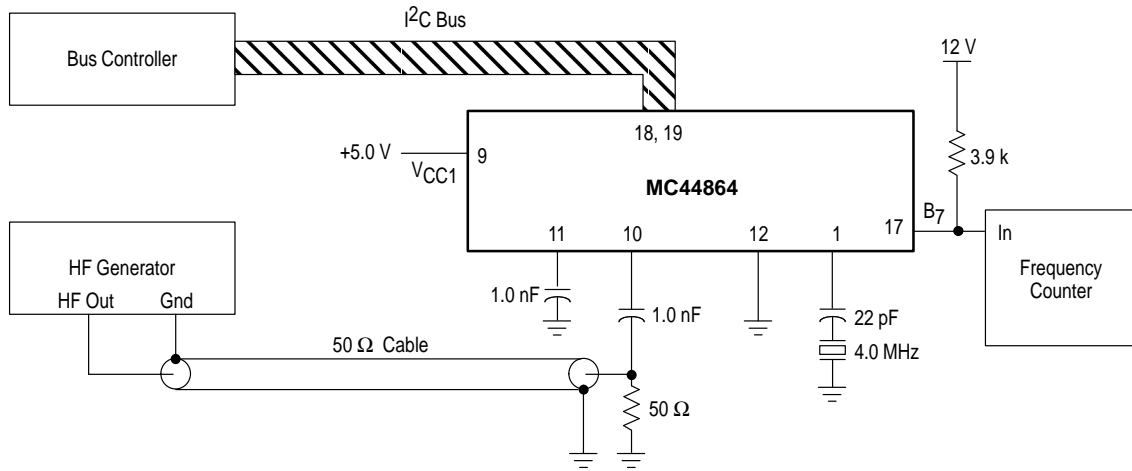 I2C Bus
Bus Controller
12 V
18, 19
3.9 k
+5.0 V
VCC1
9
MC44864
B7
17
11
10
12
1
In
Frequency
Counter
HF Generator
HF Out
Gnd
1.0 nF
1.0 nF
22 pF
4.0 MHz
50 Ω Cable
50 Ω